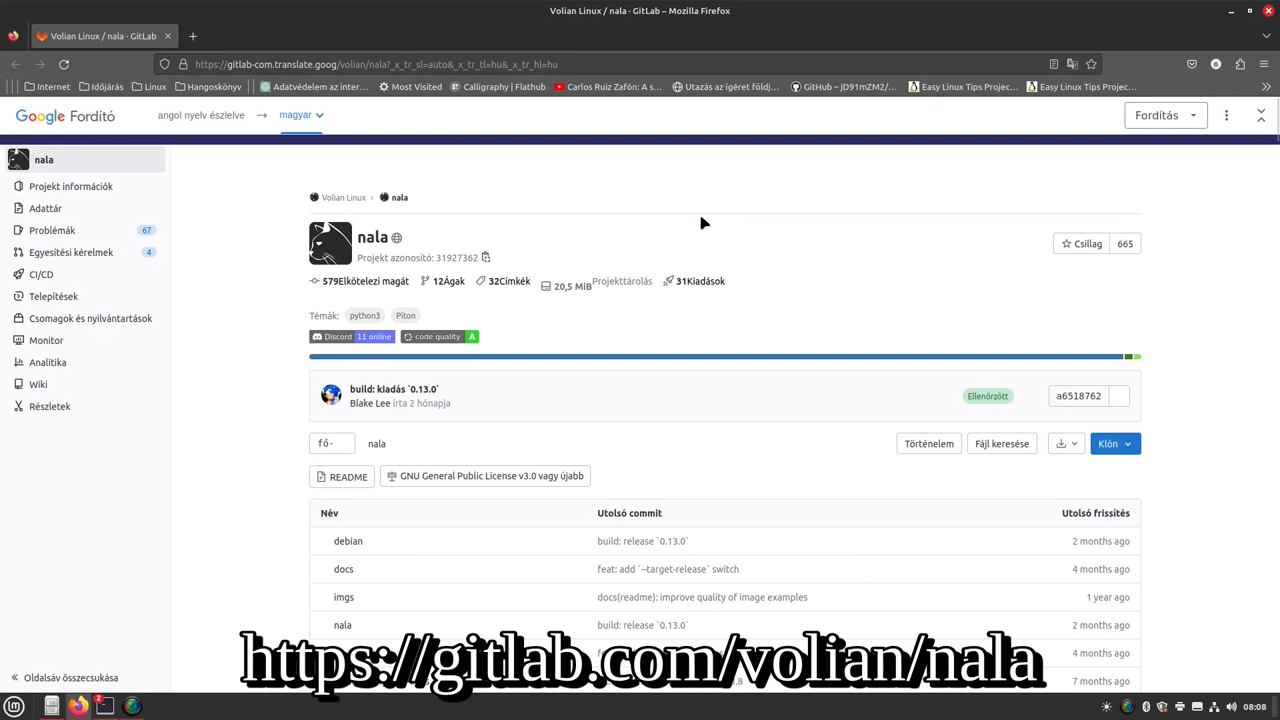 Volian Linux / nala · GitLab — Mozilla Firefox
Volian Linux / nala · GitLab
https://gitlab-com.translate.goog/volian/nala?_x_tr_sl=auto&_x_tr_tl=hu&_x_tr_hl=hu
Internet Időjárás Linux Hangoskönyv Adatvédelem az inter… Most Visited Calligraphy | Flathub Carlos Ruiz Zafón: A s… Utazás az ígéret földj… GitHub – jD91mZM2/… Easy Linux Tips Projec… Easy Linux Tips Projec…
Google Fordító angol nyelv észlelve → magyar Fordítás
nala
Projekt információk
Adattár
Problémák 67
Egyesítési kérelmek 4
CI/CD
Telepítések
Csomagok és nyilvántartások
Monitor
Analitika
Wiki
Részletek
Oldalsáv összecsukása
Volian Linux › nala
nala
Projekt azonosító: 31927362
Csillag 665
579Elkötelezi magát 12Ágak 32Címkék 20,5 MiBProjekttárolás 31Kiadások
Témák: python3 Piton
Discord 11 online code quality A
build: kiadás `0.13.0`
Blake Lee írta 2 hónapja
Ellenőrzött a6518762
fő- nala Történelem Fájl keresése Klón
README GNU General Public License v3.0 vagy újabb
Név Utolsó commit Utolsó frissítés
debian build: release `0.13.0` 2 months ago
docs feat: add `--target-release` switch 4 months ago
imgs docs(readme): improve quality of image examples 1 year ago
nala build: release `0.13.0` 2 months ago
4 months ago
7 months ago
https://gitlab.com/volian/nala
2
08:08